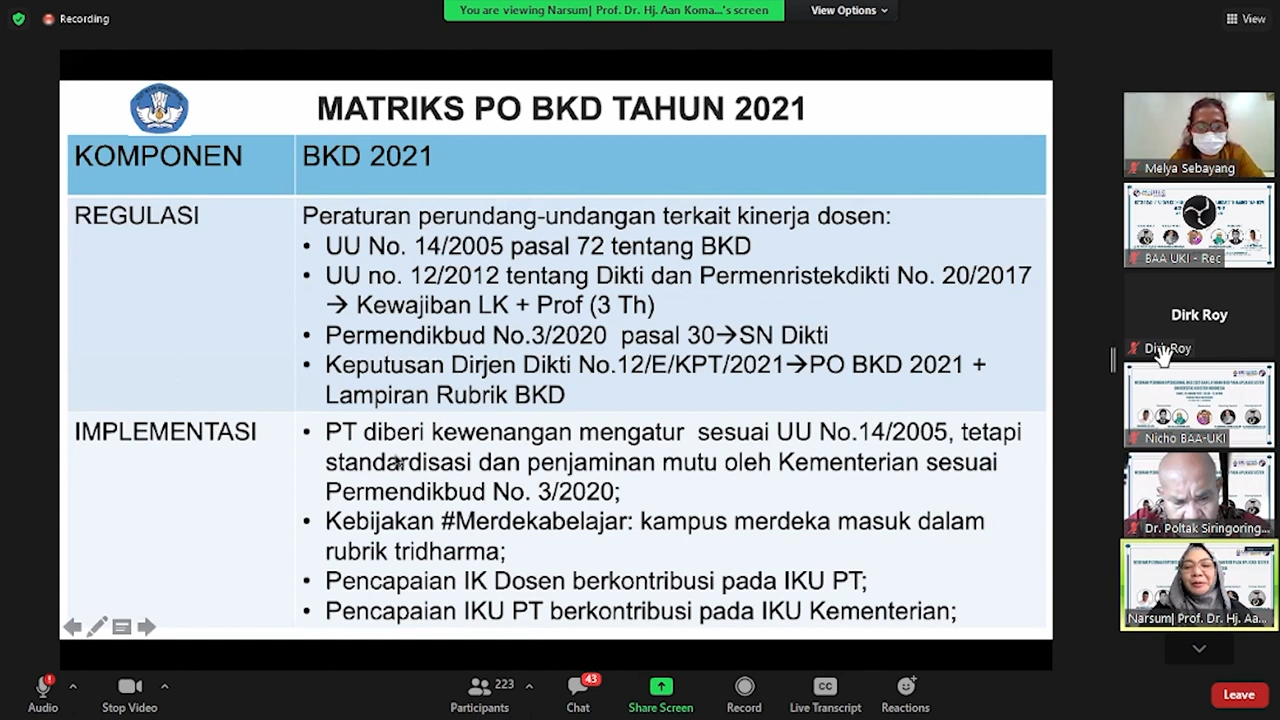 Recording
You are viewing Narsum| Prof. Dr. Hj. Aan Koma...'s screen
View Options
View
MATRIKS PO BKD TAHUN 2021
KOMPONEN
BKD 2021
REGULASI
Peraturan perundang-undangan terkait kinerja dosen:
• UU No. 14/2005 pasal 72 tentang BKD
• UU no. 12/2012 tentang Dikti dan Permenristekdikti No. 20/2017
→ Kewajiban LK + Prof (3 Th)
• Permendikbud No.3/2020 pasal 30→SN Dikti
• Keputusan Dirjen Dikti No.12/E/KPT/2021→PO BKD 2021 +
Lampiran Rubrik BKD
IMPLEMENTASI
• PT diberi kewenangan mengatur sesuai UU No.14/2005, tetapi
standardisasi dan penjaminan mutu oleh Kementerian sesuai
Permendikbud No. 3/2020;
• Kebijakan #Merdekabelajar: kampus merdeka masuk dalam
rubrik tridharma;
• Pencapaian IK Dosen berkontribusi pada IKU PT;
• Pencapaian IKU PT berkontribusi pada IKU Kementerian;
Melya Sebayang
BAA UKI - Rec
Dirk Roy
Dirk Roy
Nicho BAA-UKI
Dr. Poltak Siringoring...
Narsum| Prof. Dr. Hj. Aa...
Audio
Stop Video
223
Participants
43
Chat
Share Screen
Record
CC
Live Transcript
Reactions
Leave